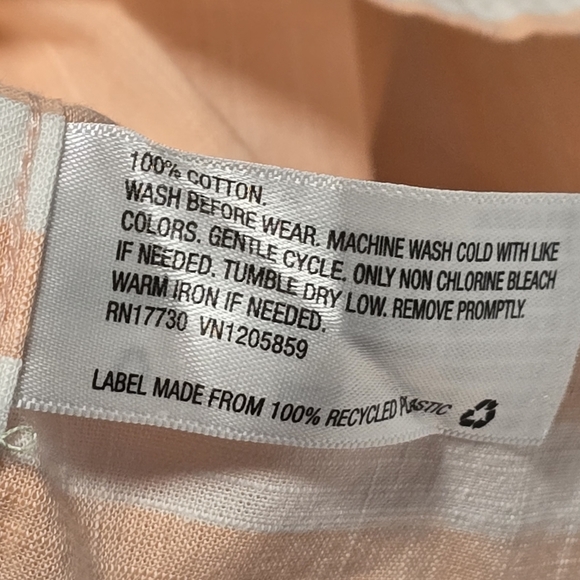 100% COTTON.
WASH BEFORE WEAR. MACHINE WASH COLD WITH LIKE
COLORS. GENTLE CYCLE. ONLY NON CHLORINE BLEACH
IF NEEDED. TUMBLE DRY LOW. REMOVE PROMPTLY.
WARM IRON IF NEEDED.
RN17730 VN1205859
LABEL MADE FROM 100% RECYCLED PLASTIC